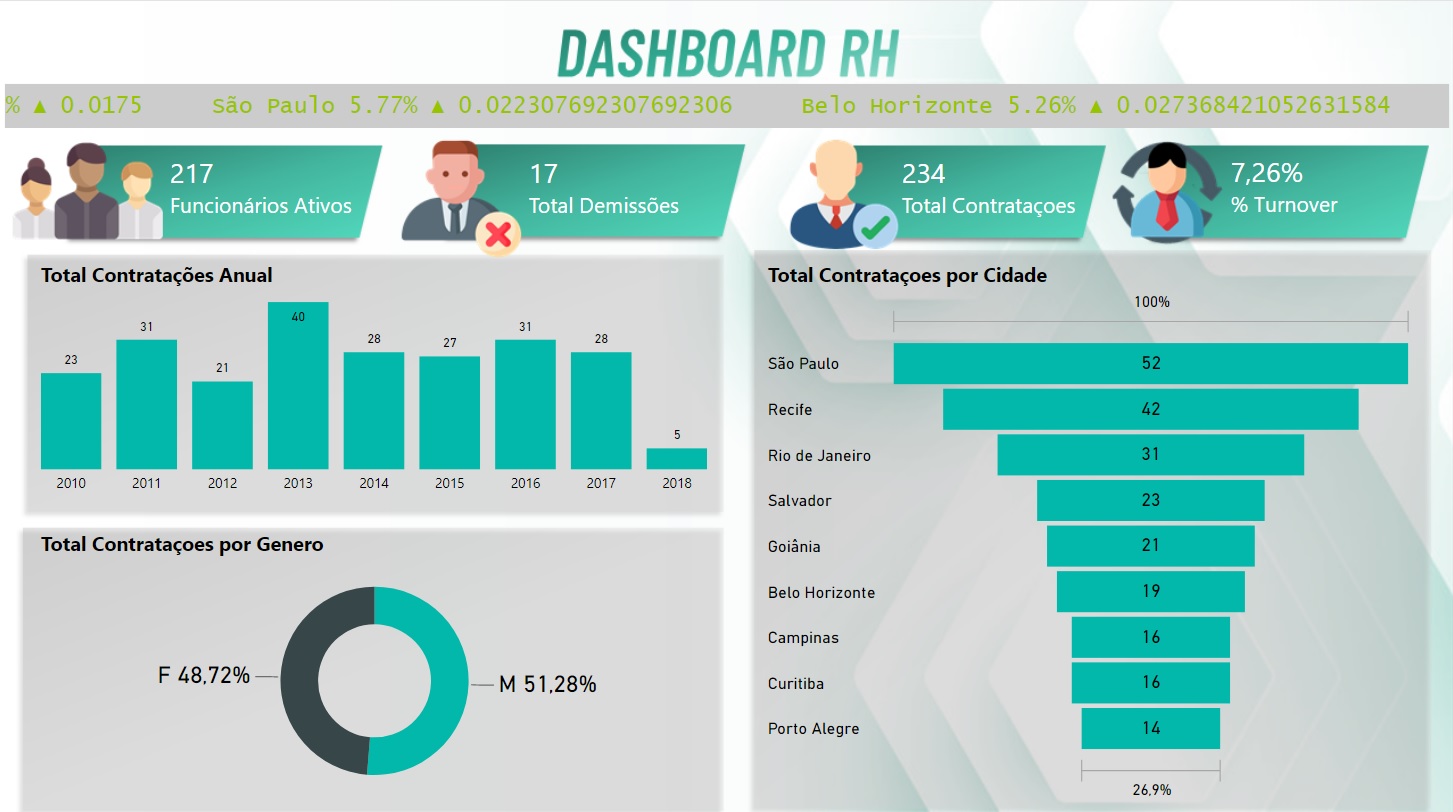 DASHBOARD RH
% ▲ 0.0175 São Paulo 5.77% ▲ 0.022307692307692306 Belo Horizonte 5.26% ▲ 0.027368421052631584
217
Funcionários Ativos
17
Total Demissões
234
Total Contrataçoes
7,26%
% Turnover
Total Contratações Anual
23
31
21
40
28
27
31
28
5
2010
2011
2012
2013
2014
2015
2016
2017
2018
Total Contrataçoes por Genero
F 48,72%
M 51,28%
Total Contrataçoes por Cidade
100%
São Paulo 52
Recife 42
Rio de Janeiro 31
Salvador 23
Goiânia 21
Belo Horizonte 19
Campinas 16
Curitiba 16
Porto Alegre 14
26,9%